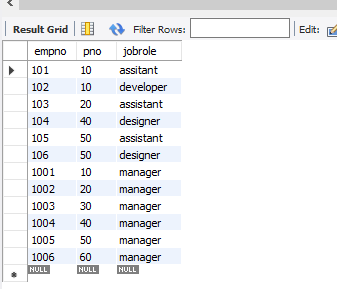 Result Grid Filter Rows: Edit:
empno pno jobrole
101 10 assitant
102 10 developer
103 20 assistant
104 40 designer
105 50 assistant
106 50 designer
1001 10 manager
1002 20 manager
1003 30 manager
1004 40 manager
1005 50 manager
1006 60 manager
NULL NULL NULL